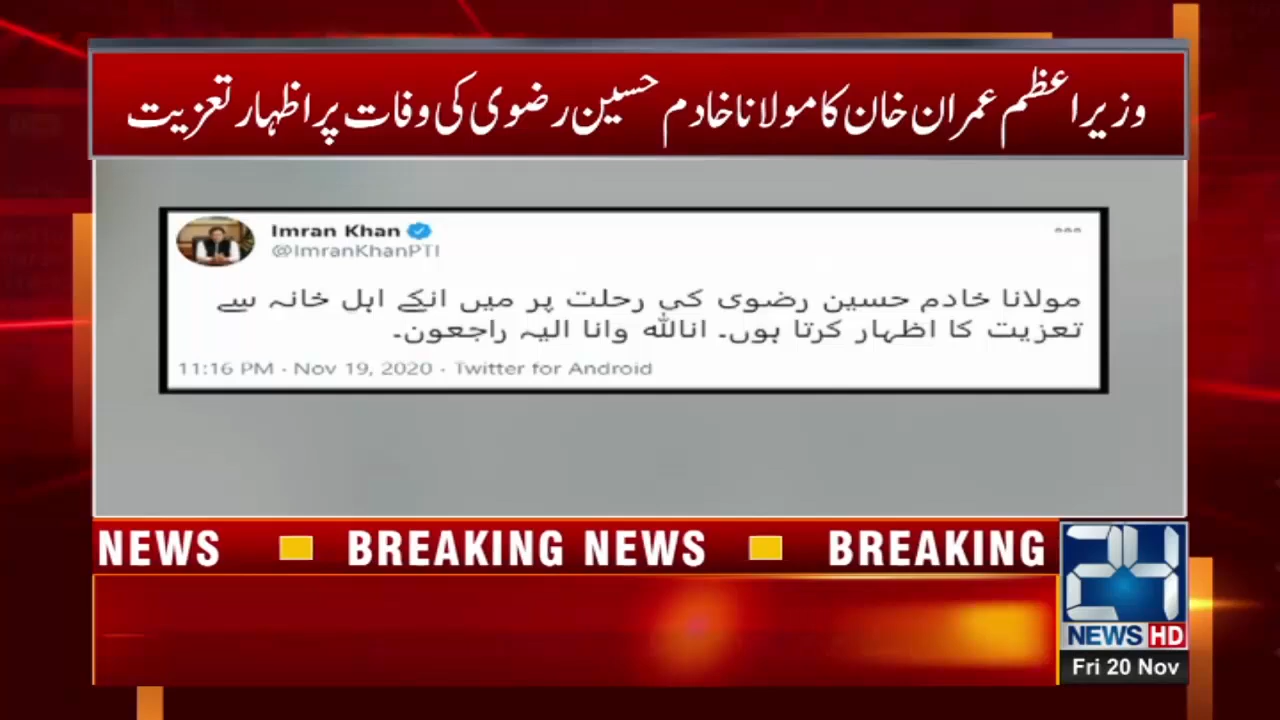 وزیراعظم عمران خان کا مولانا خادم حسین رضوی کی وفات پر اظہار تعزیت
Imran Khan
@ImranKhanPTI
مولانا خادم حسین رضوی کی رحلت پر میں انکے اہل خانہ سے
تعزیت کا اظہار کرتا ہوں۔ اناللہ وانا الیہ راجعون۔
11:16 PM · Nov 19, 2020 · Twitter for Android
NEWS BREAKING NEWS BREAKING
24
NEWS HD
Fri 20 Nov